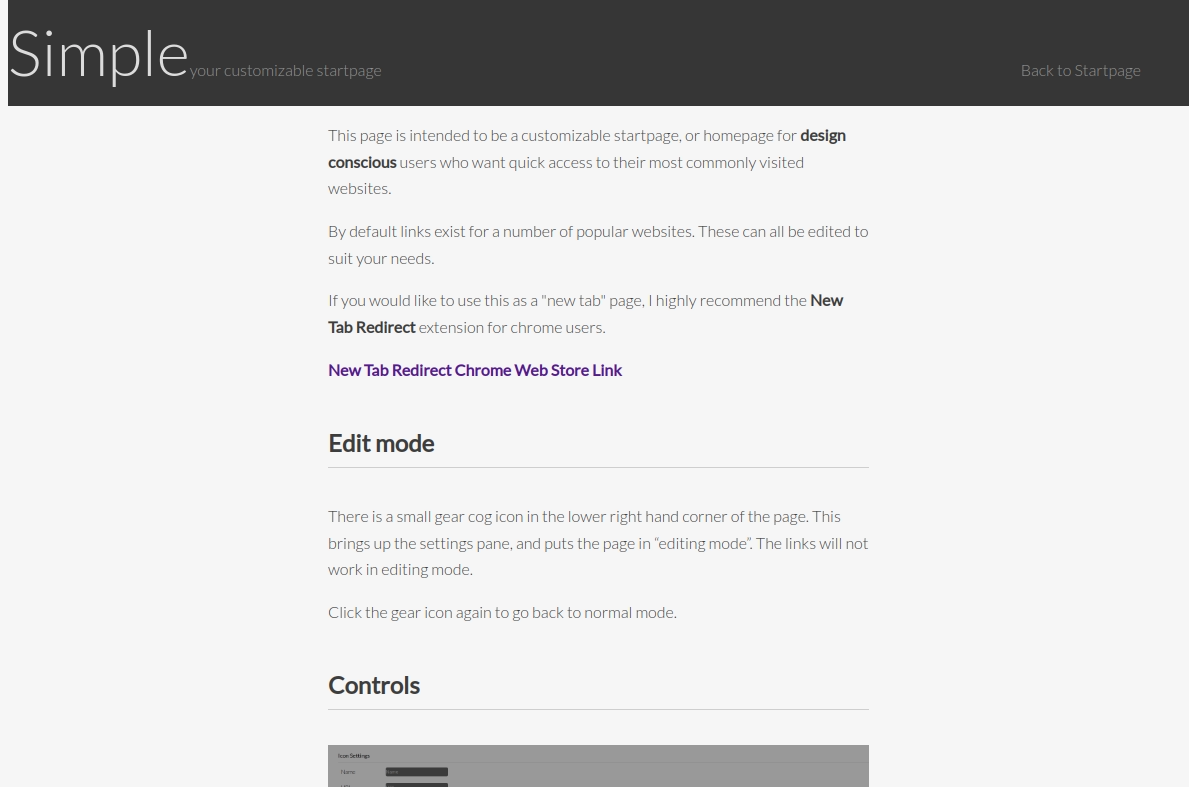 Simple your customizable startpage Back to Startpage
This page is intended to be a customizable startpage, or homepage for design
conscious users who want quick access to their most commonly visited
websites.
By default links exist for a number of popular websites. These can all be edited to
suit your needs.
If you would like to use this as a "new tab" page, I highly recommend the New
Tab Redirect extension for chrome users.
New Tab Redirect Chrome Web Store Link
Edit mode
There is a small gear cog icon in the lower right hand corner of the page. This
brings up the settings pane, and puts the page in “editing mode”. The links will not
work in editing mode.
Click the gear icon again to go back to normal mode.
Controls
Icon Settings
Name